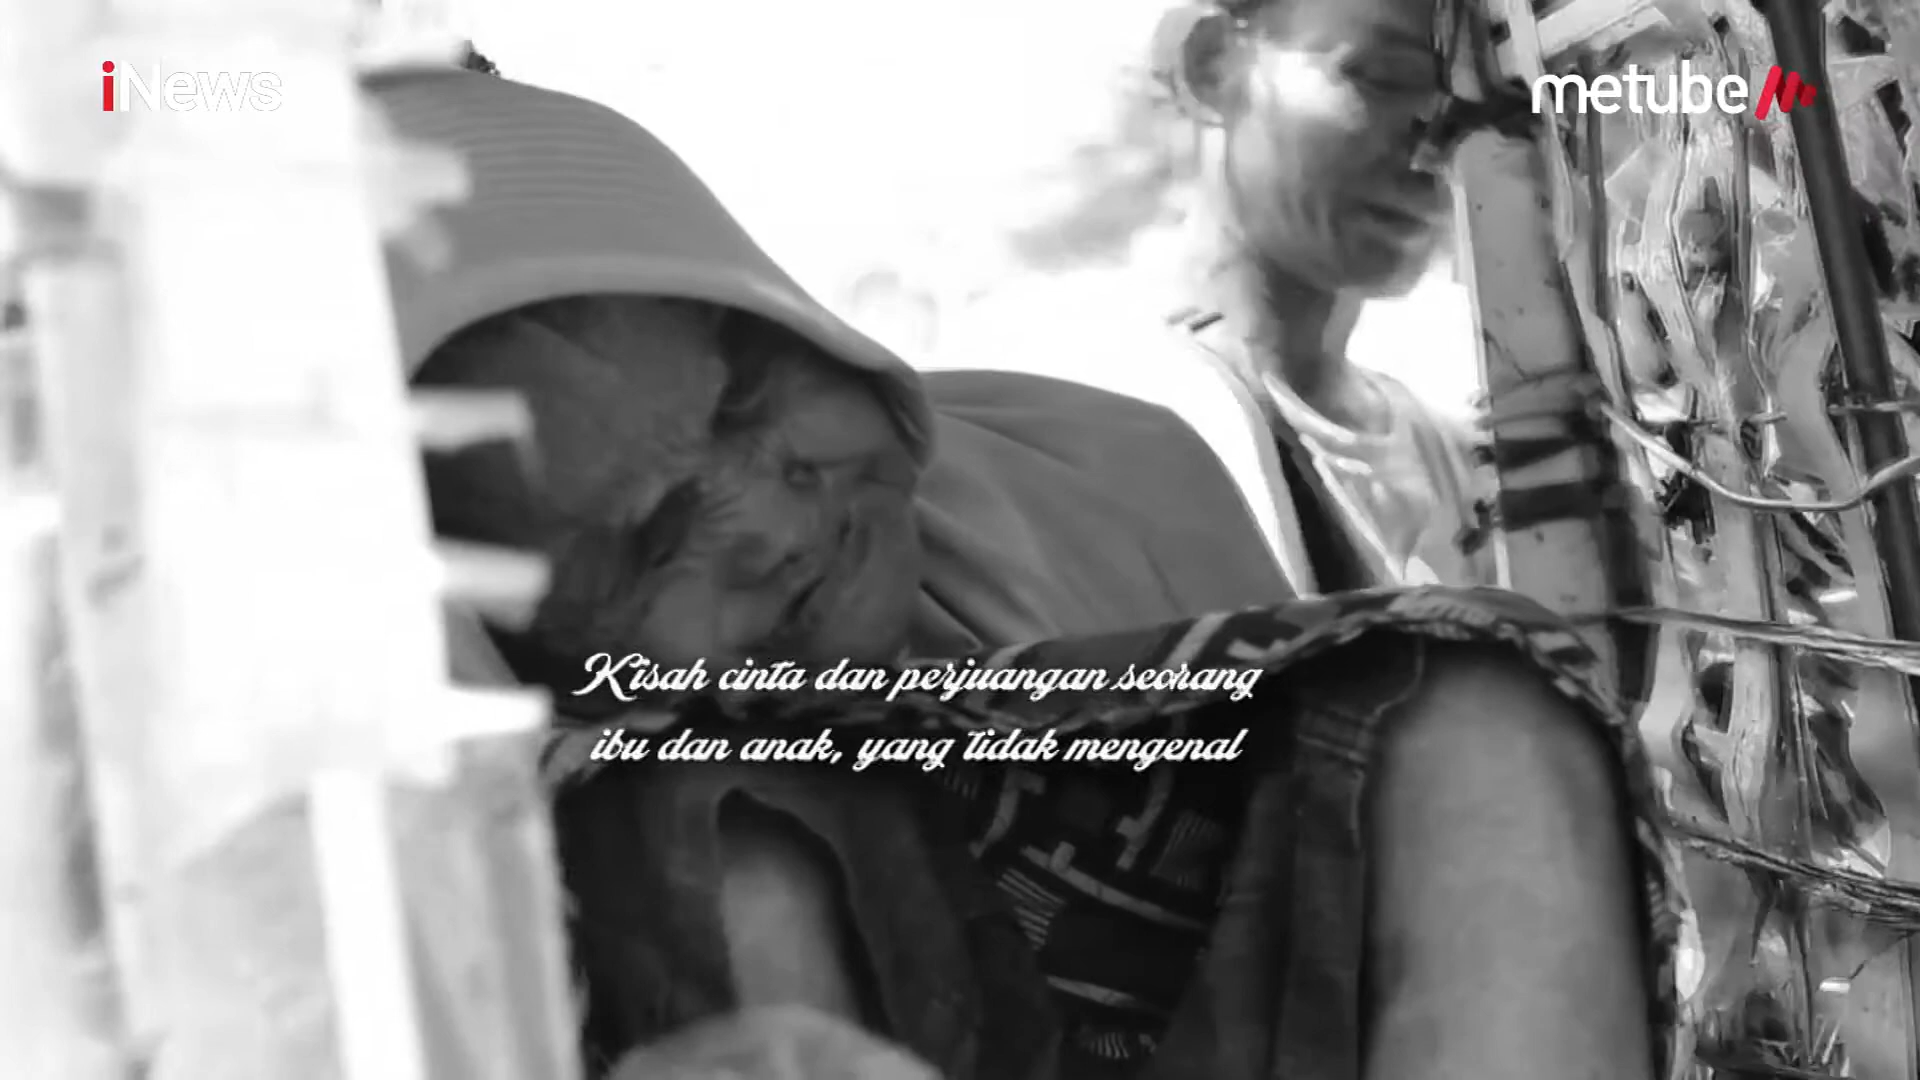 iNews
metube
Kisah cinta dan perjuangan seorang
ibu dan anak, yang tidak mengenal